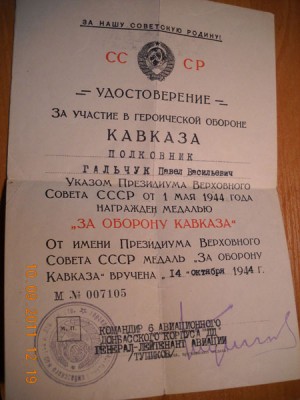 ЗА НАШУ СОВЕТСКУЮ РОДИНУ!
СС СР
УДОСТОВЕРЕНИЕ
ЗА УЧАСТИЕ В ГЕРОИЧЕСКОЙ ОБОРОНЕ
КАВКАЗА
ПОЛКОВНИК
ГАЛЬЧУК Павел Васильевич
УКАЗОМ ПРЕЗИДИУМА ВЕРХОВНОГО
СОВЕТА СССР ОТ 1 МАЯ 1944 ГОДА
НАГРАЖДЕН МЕДАЛЬЮ
„ЗА ОБОРОНУ КАВКАЗА"
ОТ ИМЕНИ ПРЕЗИДИУМА ВЕРХОВНОГО
СОВЕТА СССР МЕДАЛЬ „ЗА ОБОРОНУ
КАВКАЗА" ВРУЧЕНА „14 октября 1944 г.
М № 007105
М.П.
КОМАНДИР 6 АВИАЦИОННОГО
ДОНБАССКОГО КОРПУСА ДД
ГЕНЕРАЛ-ЛЕЙТЕНАНТ АВИАЦИИ
/ТУПИКОВ/